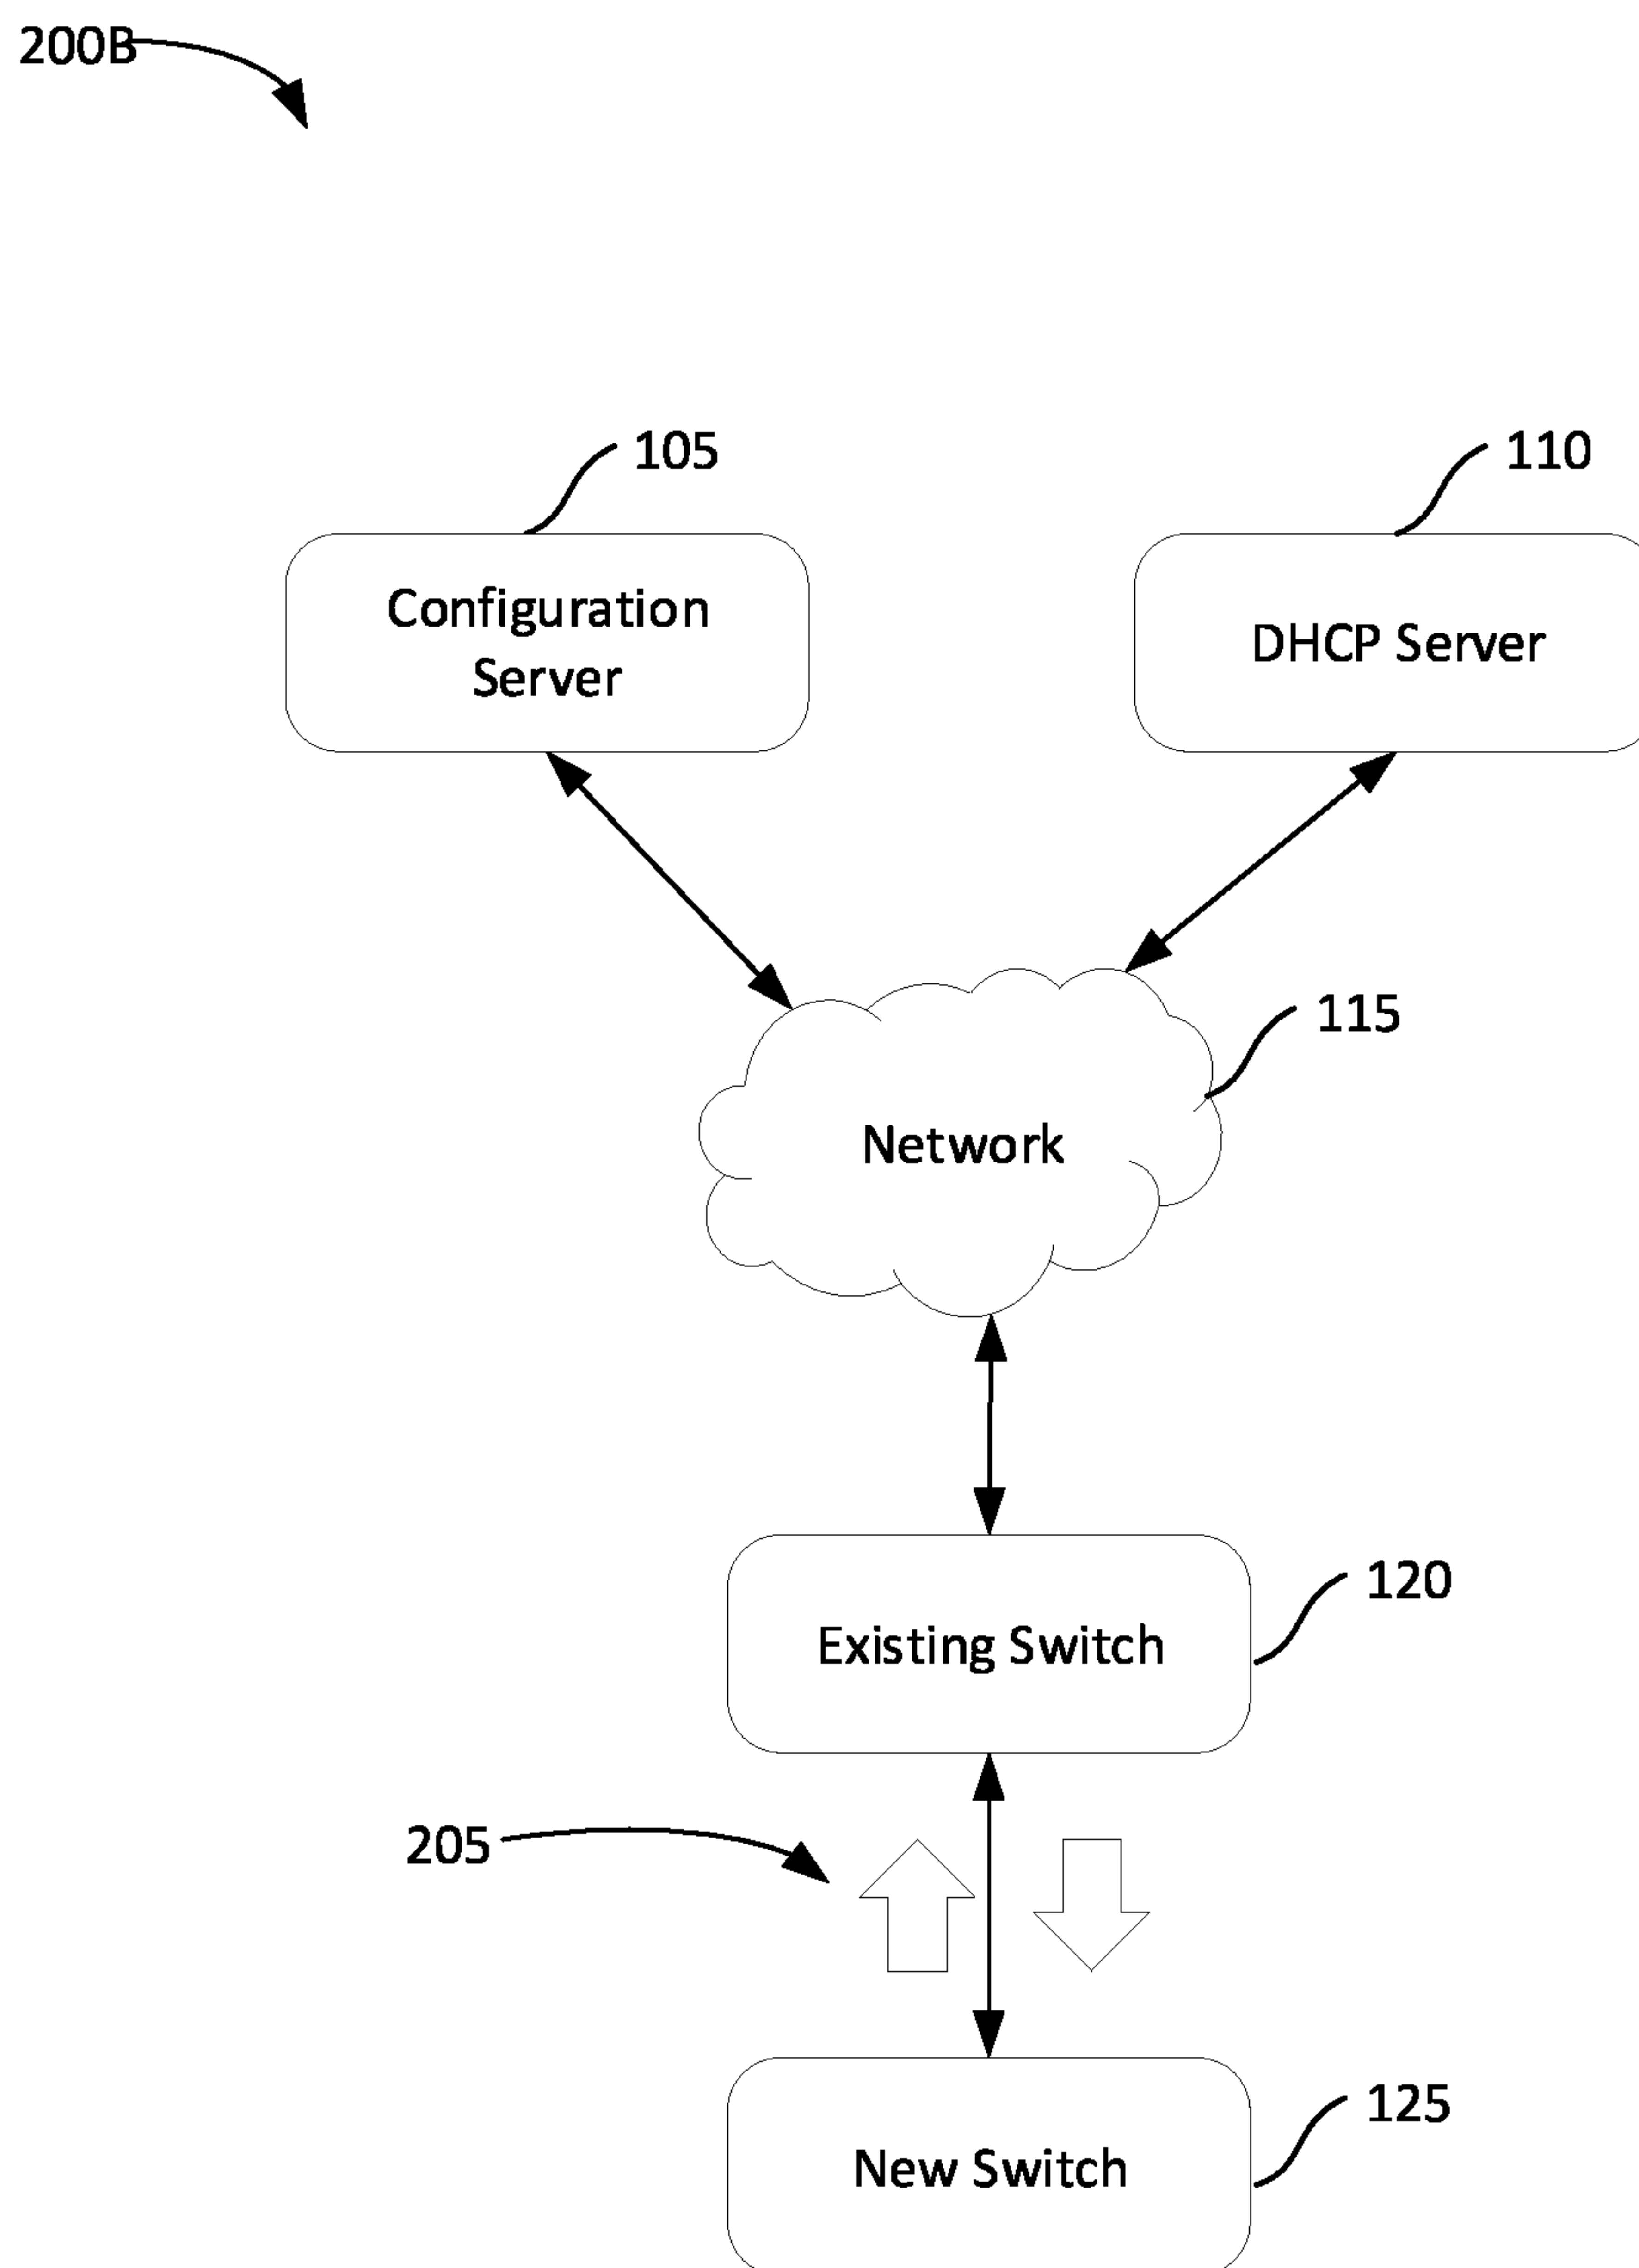 200B
105
110
Configuration
Server
DHCP Server
115
Network
120
Existing Switch
205
125
New Switch